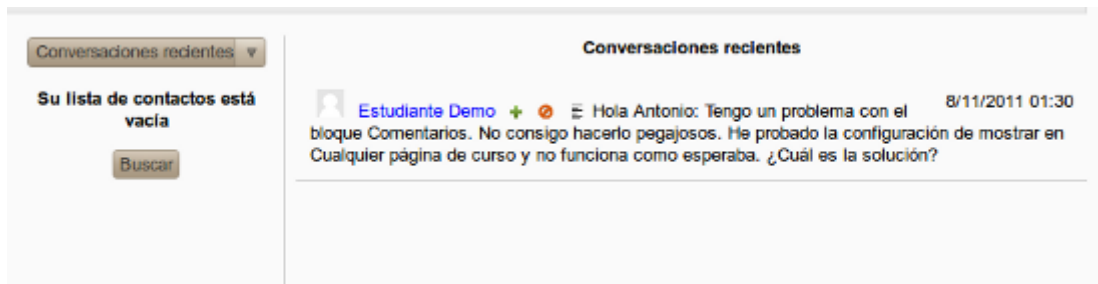 Conversaciones recientes
Su lista de contactos está
vacía
Buscar
Conversaciones recientes
Estudiante Demo Hola Antonio: Tengo un problema con el 8/11/2011 01:30
bloque Comentarios. No consigo hacerlo pegajosos. He probado la configuración de mostrar en
Cualquier página de curso y no funciona como esperaba. ¿Cuál es la solución?